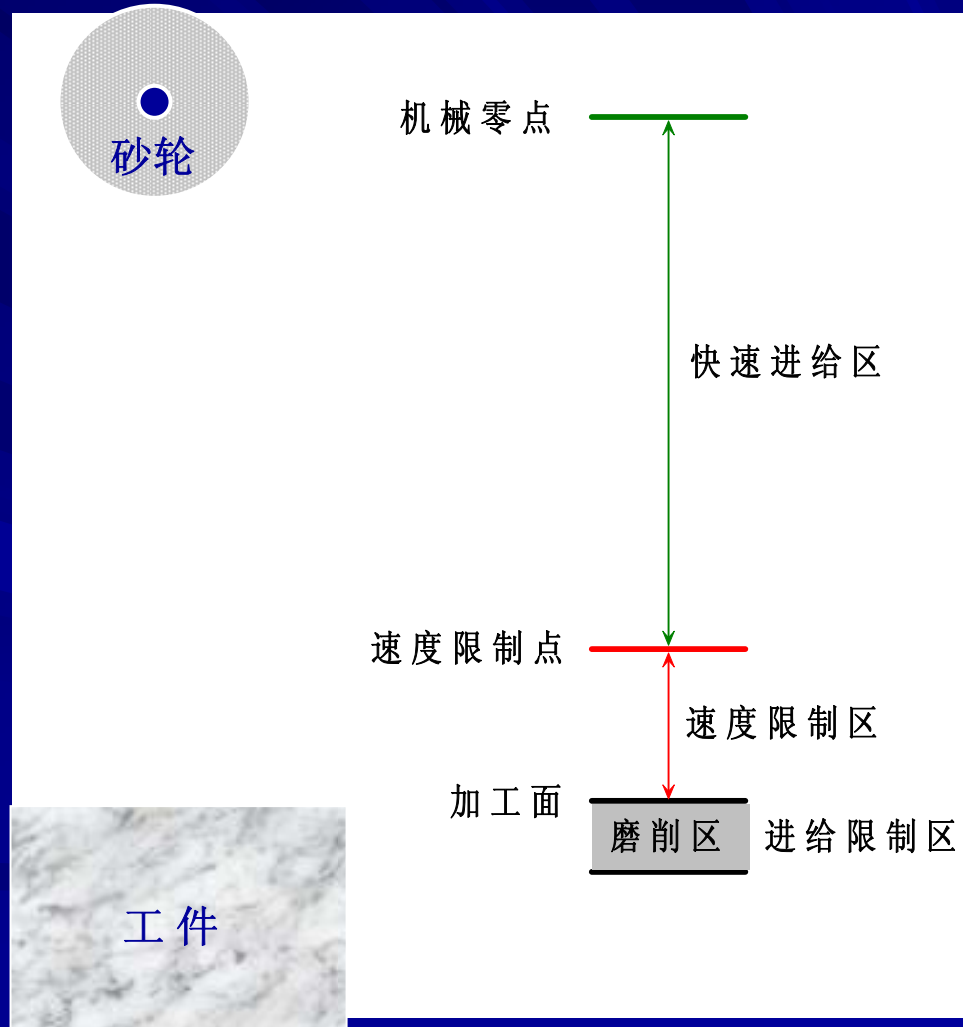 砂轮
机械零点
快速进给区
速度限制点
速度限制区
加工面
磨削区
进给限制区
工件